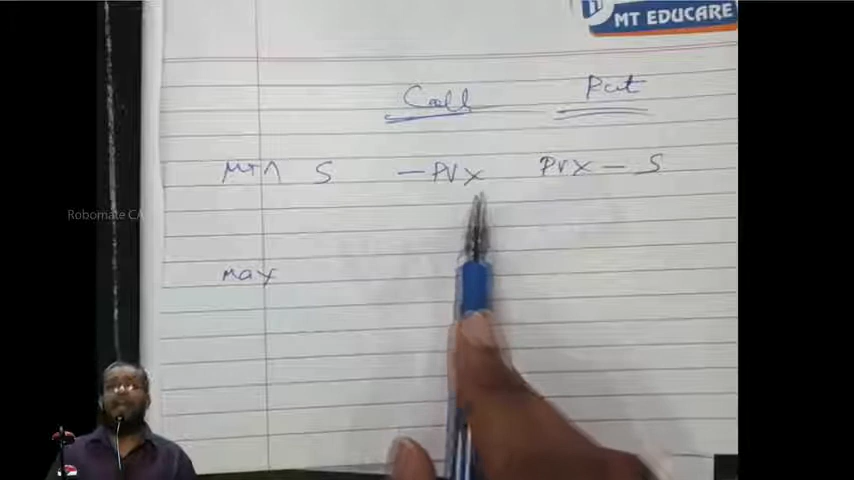 MT EDUCARE
Call Put
MIN S - PVX PVX - S
Robomate CA
Max